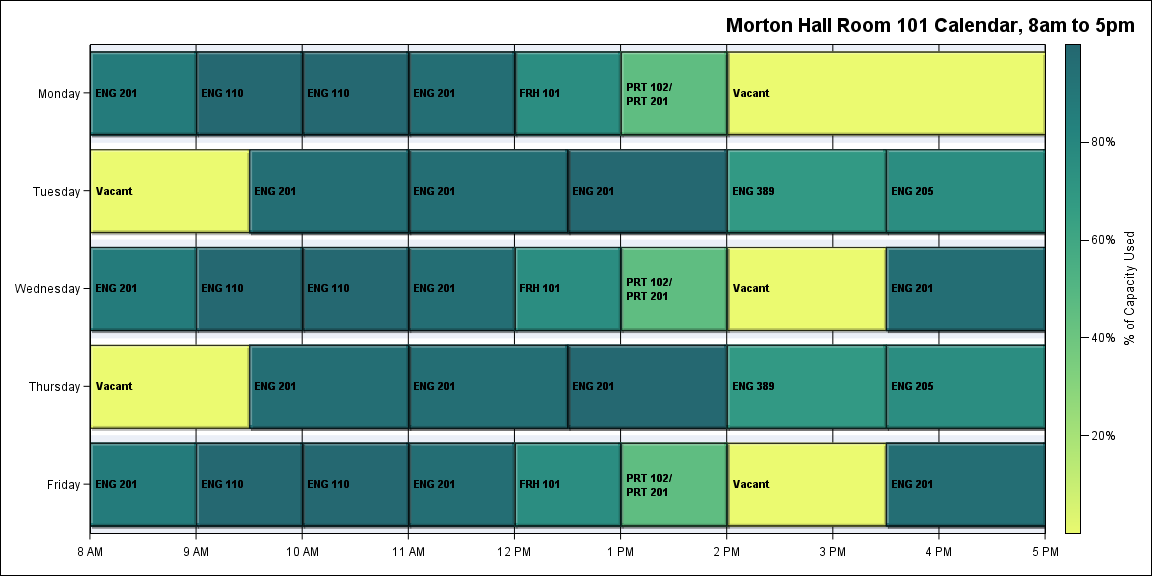 Morton Hall Room 101 Calendar, 8am to 5pm
Monday
ENG 201
ENG 110
ENG 110
ENG 201
FRH 101
PRT 102/
PRT 201
Vacant
Tuesday
Vacant
ENG 201
ENG 201
ENG 201
ENG 389
ENG 205
Wednesday
ENG 201
ENG 110
ENG 110
ENG 201
FRH 101
PRT 102/
PRT 201
Vacant
ENG 201
Thursday
Vacant
ENG 201
ENG 201
ENG 201
ENG 389
ENG 205
Friday
ENG 201
ENG 110
ENG 110
ENG 201
FRH 101
PRT 102/
PRT 201
Vacant
ENG 201
8 AM
9 AM
10 AM
11 AM
12 PM
1 PM
2 PM
3 PM
4 PM
5 PM
80%
60%
40%
20%
% of Capacity Used